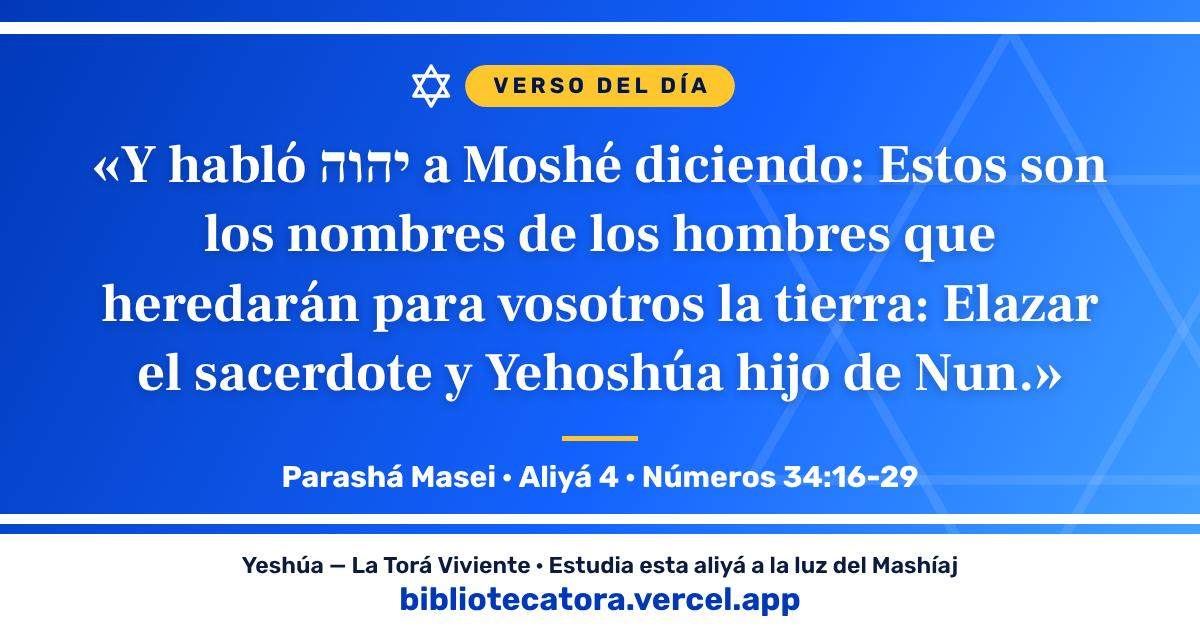 VERSO DEL DÍA
«Y habló יהוה a Moshé diciendo: Estos son
los nombres de los hombres que
heredarán para vosotros la tierra: Elazar
el sacerdote y Yehoshúa hijo de Nun.»
Parashá Masei • Aliyá 4 • Números 34:16-29
Yeshúa — La Torá Viviente • Estudia esta aliyá a la luz del Mashíaj
bibliotecatora.vercel.app